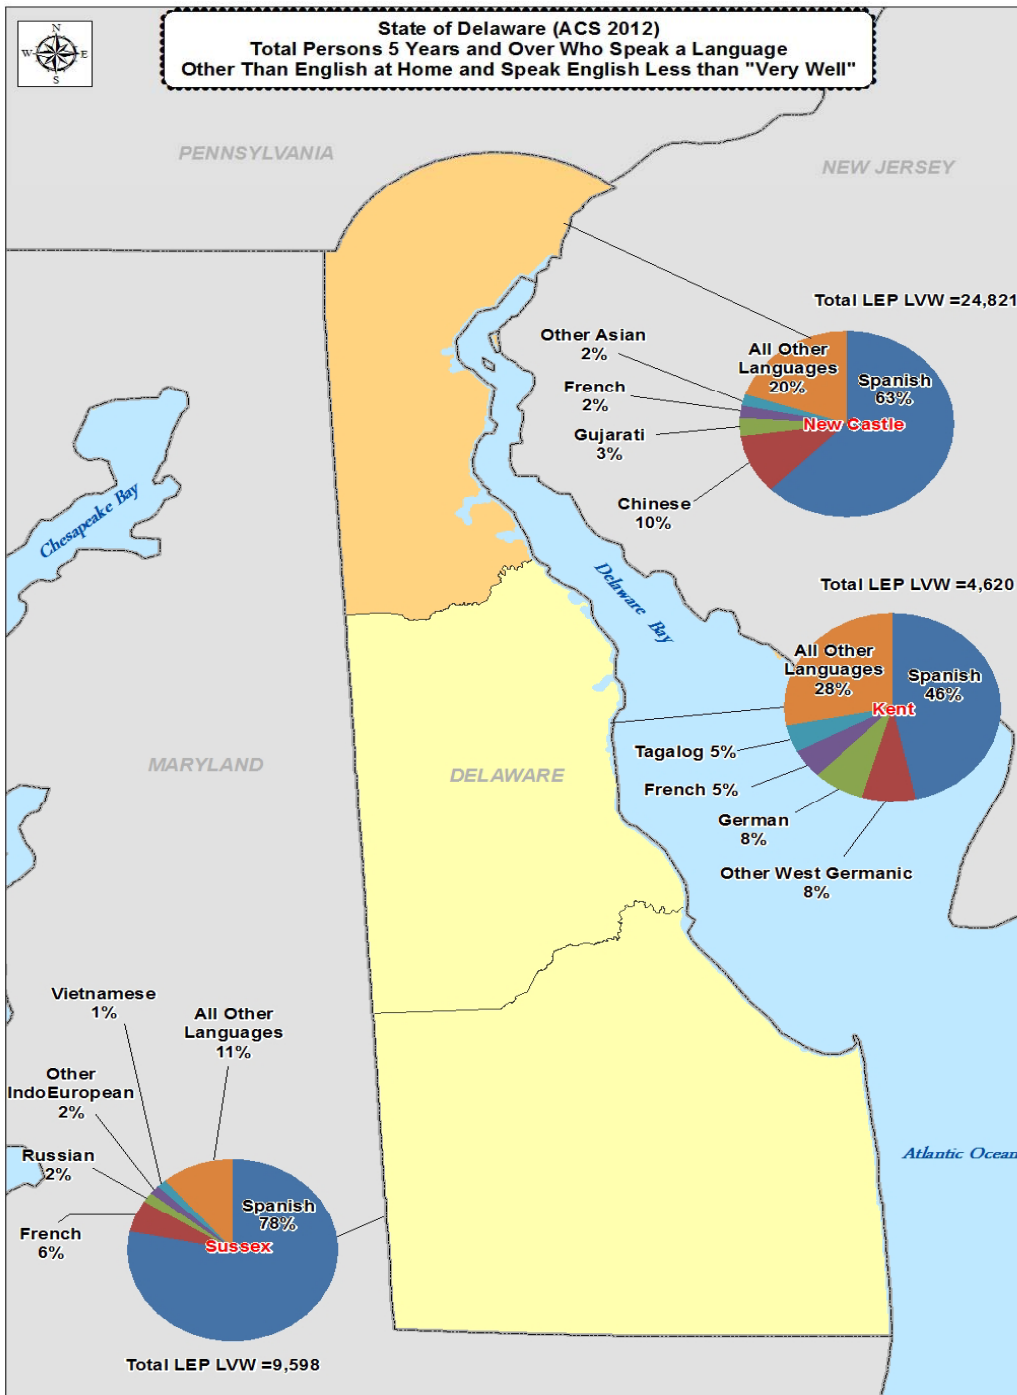 State of Delaware (ACS 2012)
Total Persons 5 Years and Over Who Speak a Language
Other Than English at Home and Speak English Less than "Very Well"
N
W
E
S
PENNSYLVANIA
NEW JERSEY
Total LEP LVW =24,821
Other Asian
2%
All Other
Languages
20%
Spanish
63%
French
2%
New Castle
Gujarati
3%
Chinese
10%
Chesapeake Bay
Delaware Bay
Total LEP LVW =4,620
All Other
Languages
28%
Spanish
46%
Kent
Tagalog 5%
French 5%
German
8%
Other West Germanic
8%
MARYLAND
DELAWARE
Vietnamese
1%
All Other
Languages
11%
Other
IndoEuropean
2%
Russian
2%
French
6%
Spanish
78%
Sussex
Total LEP LVW =9,598
Atlantic Ocean